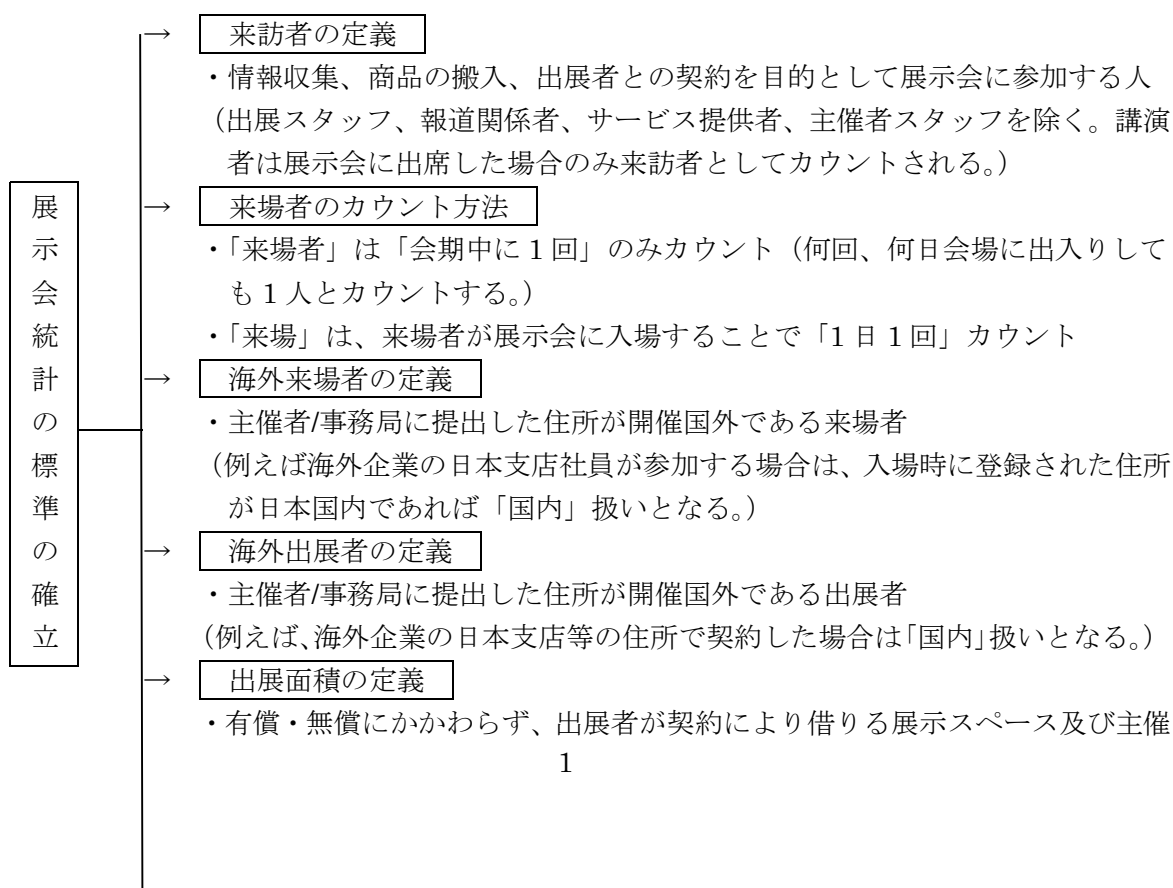 → 来訪者の定義
・情報収集、商品の搬入、出展者との契約を目的として展示会に参加する人
（出展スタッフ、報道関係者、サービス提供者、主催者スタッフを除く。講演
者は展示会に出席した場合のみ来訪者としてカウントされる。）
展示会統計の標準の確立
→ 来場者のカウント方法
・「来場者」は「会期中に1回」のみカウント（何回、何日会場に出入りして
も1人とカウントする。）
・「来場」は、来場者が展示会に入場することで「1日1回」カウント
→ 海外来場者の定義
・主催者/事務局に提出した住所が開催国外である来場者
（例えば海外企業の日本支店社員が参加する場合は、入場時に登録された住所
が日本国内であれば「国内」扱いとなる。）
→ 海外出展者の定義
・主催者/事務局に提出した住所が開催国外である出展者
（例えば、海外企業の日本支店等の住所で契約した場合は「国内」扱いとなる。）
→ 出展面積の定義
・有償・無償にかかわらず、出展者が契約により借りる展示スペース及び主催
1